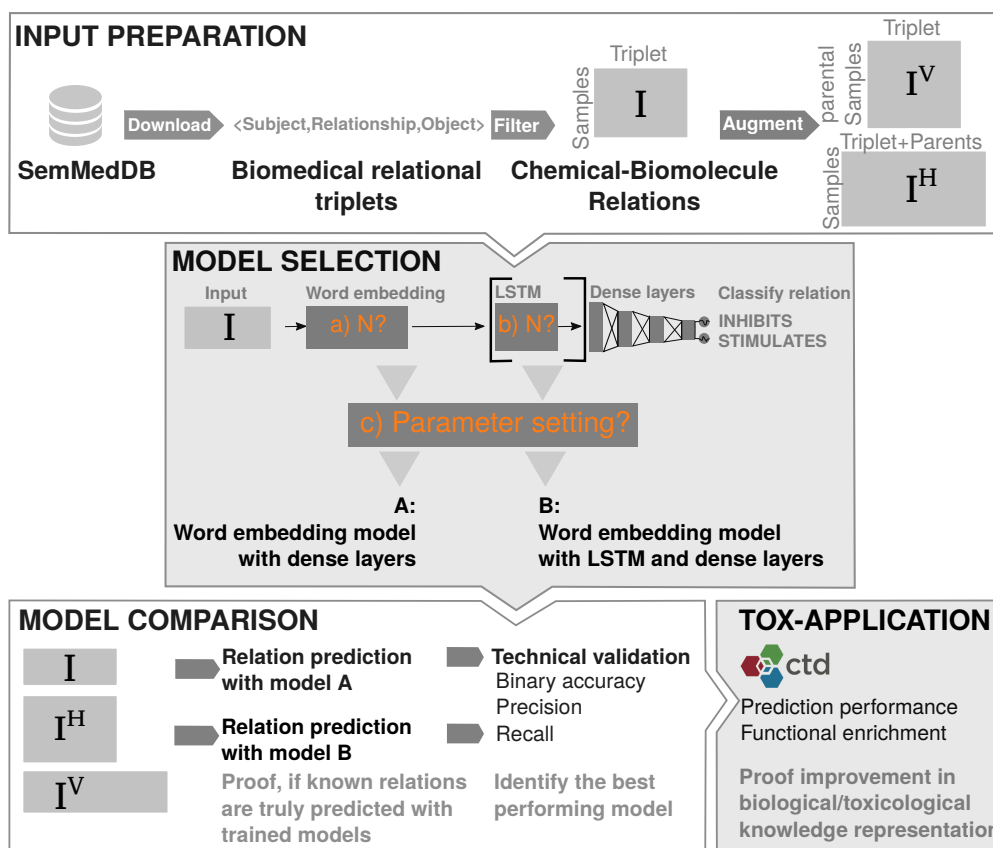 INPUT PREPARATION
SemMedDB
Download
<Subject,Relationship,Object>
Biomedical relational
triplets
Filter
Triplet
Samples
I
Chemical-Biomolecule
Relations
Augment
Triplet
parental
Samples
I^V
Triplet+Parents
Samples
I^H
MODEL SELECTION
Input
I
Word embedding
a) N?
LSTM
b) N?
Dense layers
Classify relation
INHIBITS
STIMULATES
c) Parameter setting?
A:
Word embedding model
with dense layers
B:
Word embedding model
with LSTM and dense layers
MODEL COMPARISON
I
I^H
I^V
Relation prediction
with model A
Relation prediction
with model B
Proof, if known relations
are truly predicted with
trained models
Technical validation
Binary accuracy
Precision
Recall
Identify the best
performing model
TOX-APPLICATION
ctd
Prediction performance
Functional enrichment
Proof improvement in
biological/toxicological
knowledge representation